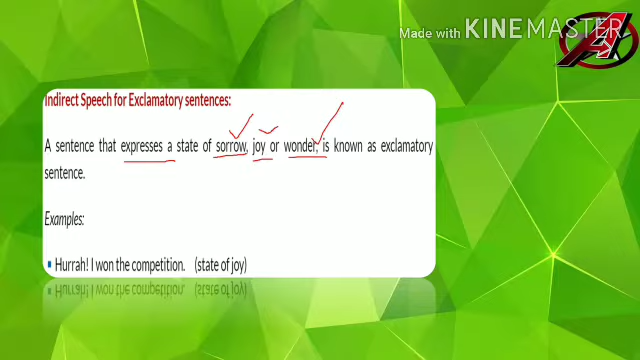 Made with KINEMASTER
Indirect Speech for Exclamatory sentences:
A sentence that expresses a state of sorrow, joy or wonder, is known as exclamatory
sentence.
Examples:
Hurrah! I won the competition. (state of joy)